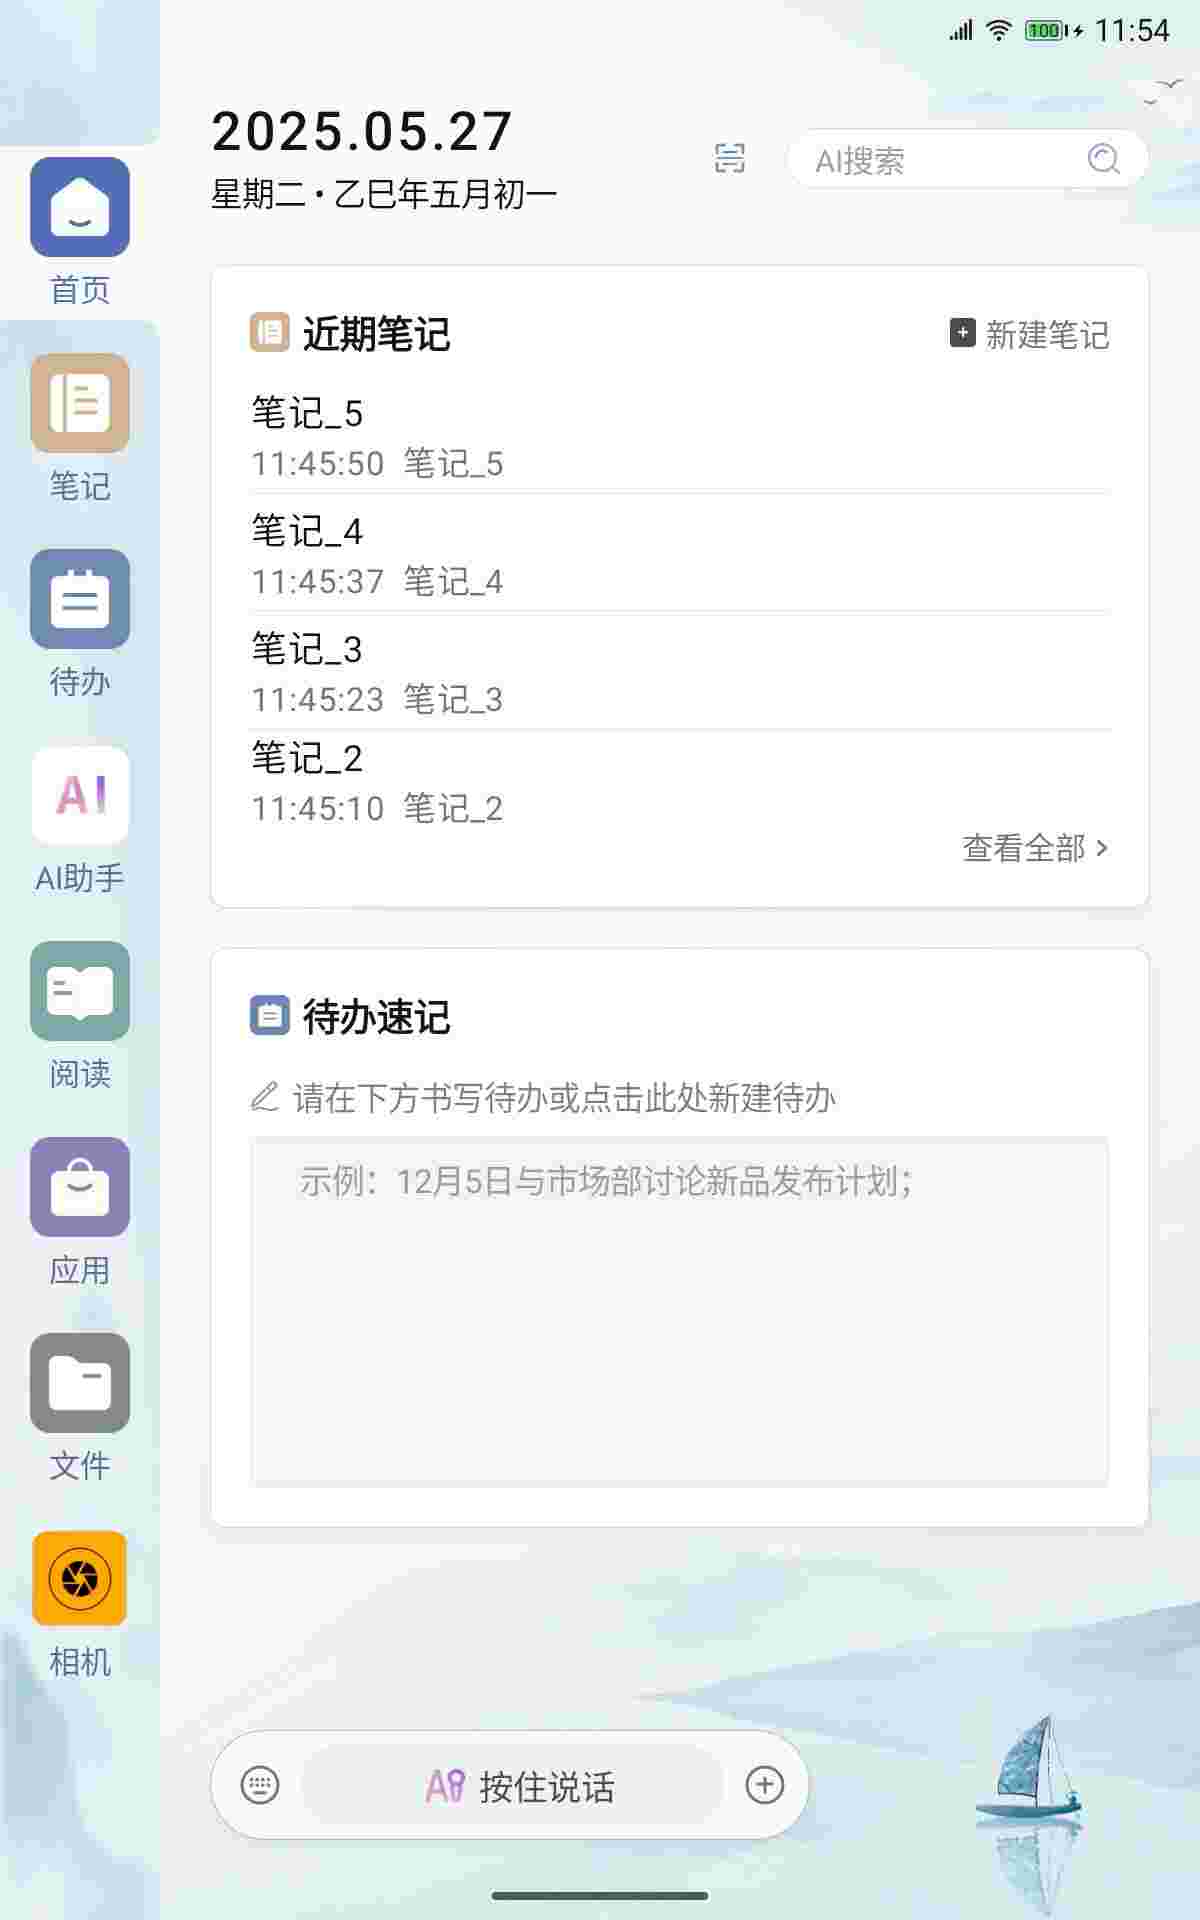 100 11:54
2025.05.27
星期二·乙巳年五月初一
AI搜索
首页
笔记
待办
AI
AI助手
阅读
应用
文件
相机
近期笔记
新建笔记
笔记_5
11:45:50 笔记_5
笔记_4
11:45:37 笔记_4
笔记_3
11:45:23 笔记_3
笔记_2
11:45:10 笔记_2
查看全部
待办速记
请在下方书写待办或点击此处新建待办
示例：12月5日与市场部讨论新品发布计划；
AI 按住说话